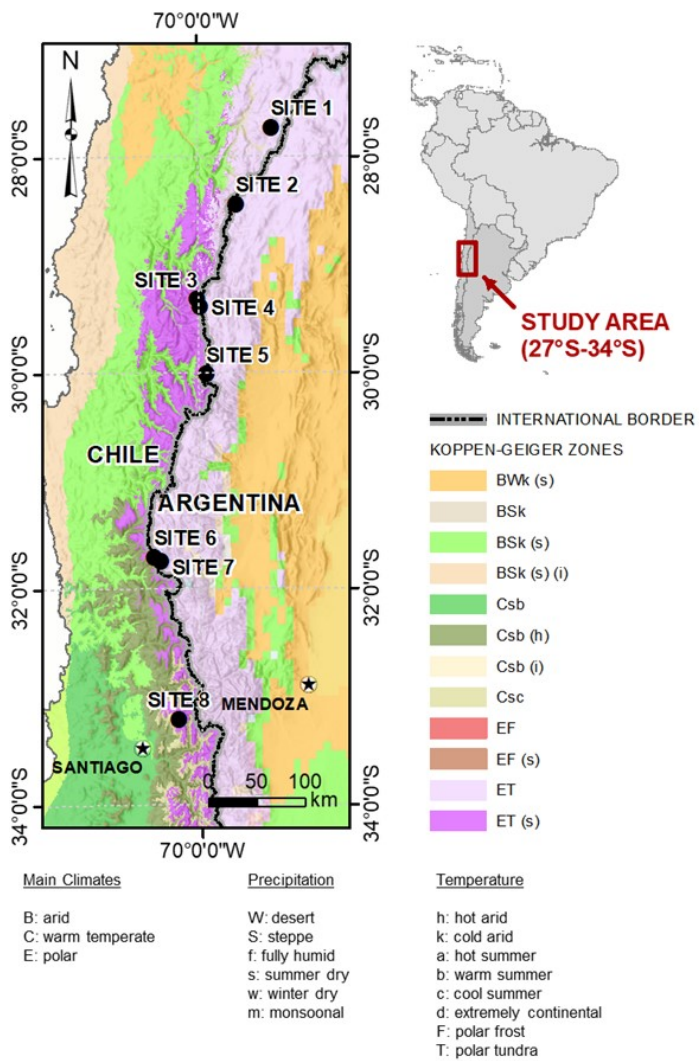 70°0'0"W
N
SITE 1
28°0'0"S
28°0'0"S
SITE 2
SITE 3
SITE 4
SITE 5
30°0'0"S
30°0'0"S
CHILE
ARGENTINA
SITE 6
SITE 7
32°0'0"S
32°0'0"S
SITE 8
MENDOZA
SANTIAGO
0 50 100
km
34°0'0"S
34°0'0"S
70°0'0"W
STUDY AREA
(27°S-34°S)
INTERNATIONAL BORDER
KOPPEN-GEIGER ZONES
BWk (s)
BSk
BSk (s)
BSk (s) (i)
Csb
Csb (h)
Csb (i)
Csc
EF
EF (s)
ET
ET (s)
Main Climates
B: arid
C: warm temperate
E: polar
Precipitation
W: desert
S: steppe
f: fully humid
s: summer dry
w: winter dry
m: monsoonal
Temperature
h: hot arid
k: cold arid
a: hot summer
b: warm summer
c: cool summer
d: extremely continental
F: polar frost
T: polar tundra